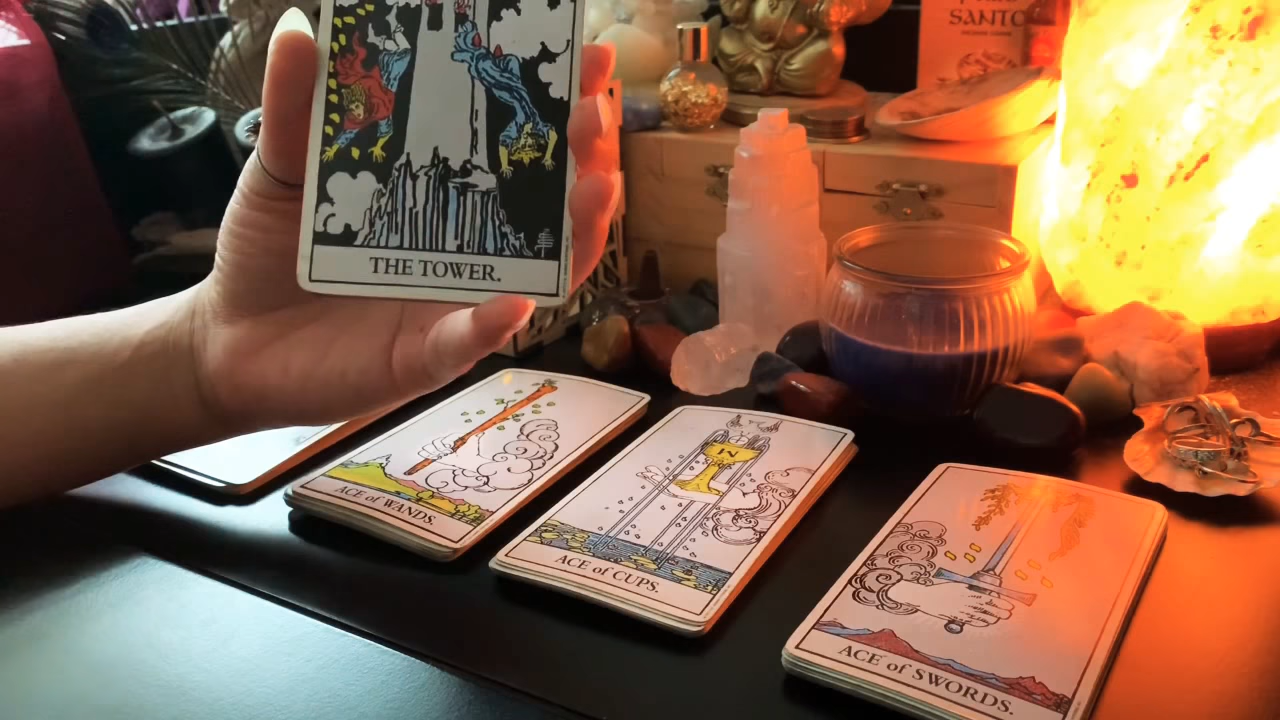 SANTO
THE TOWER.
ACE of WANDS.
ACE of CUPS.
ACE of SWORDS.